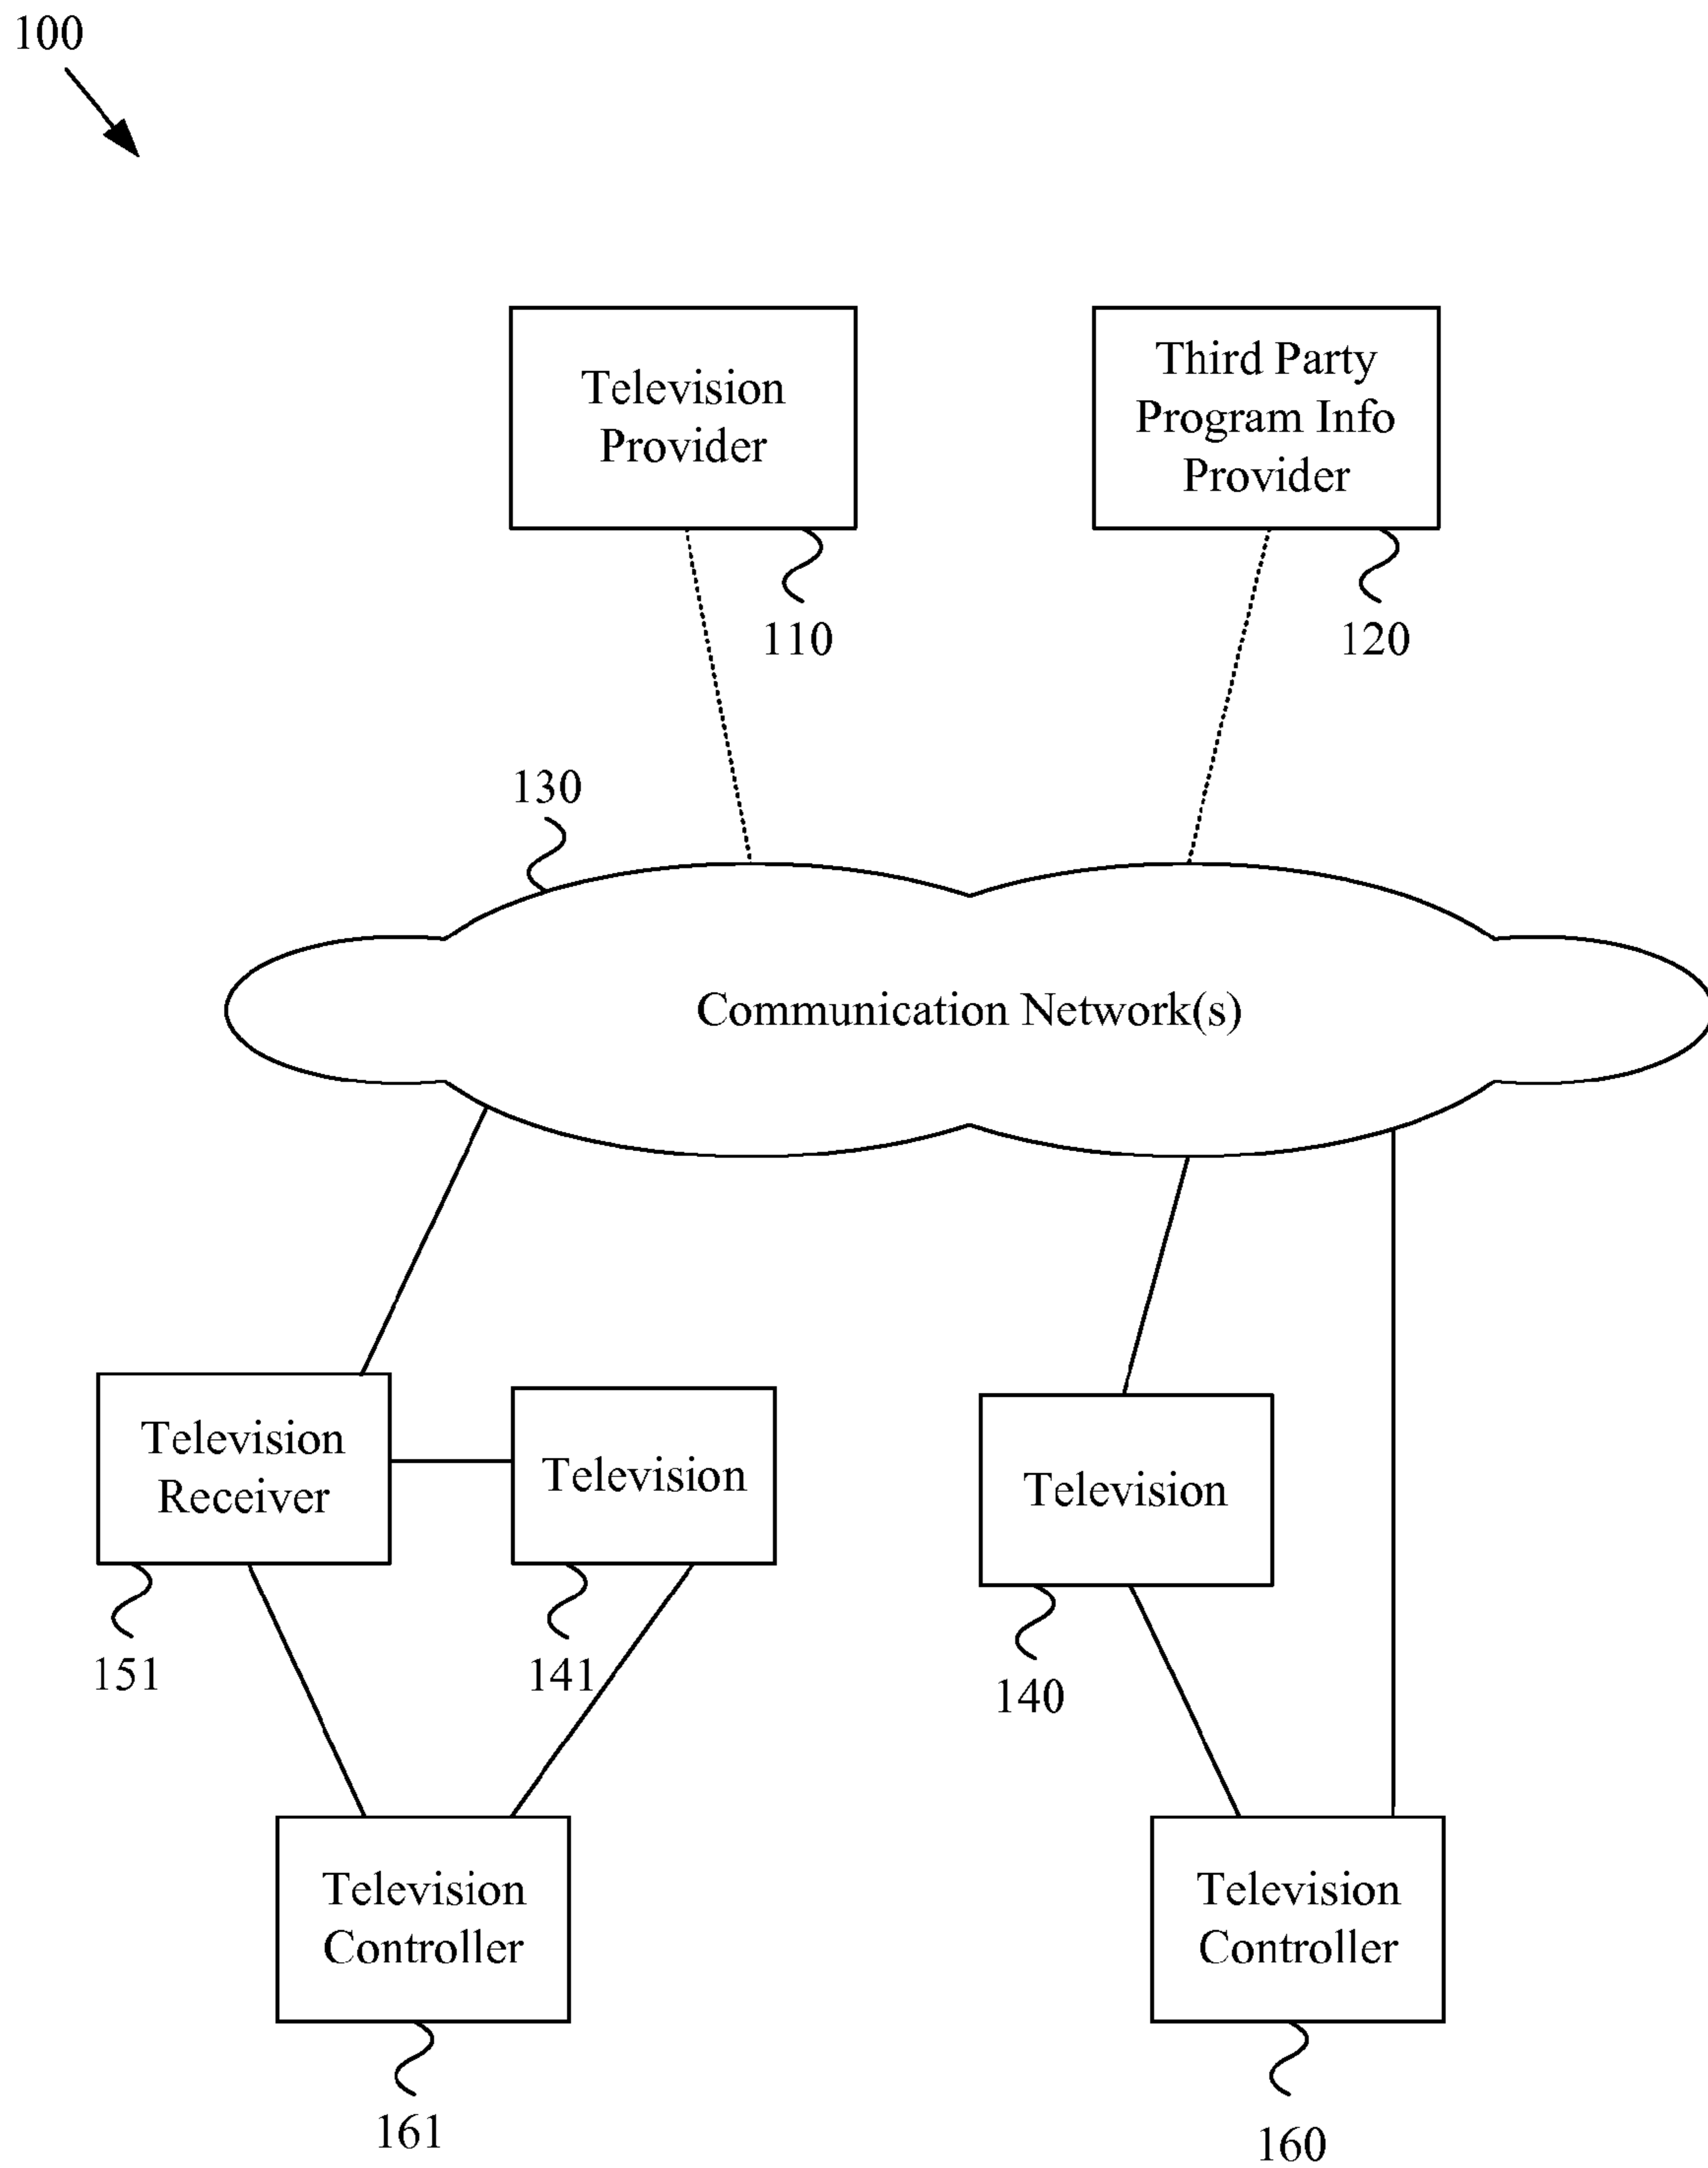 100
Television
Provider
Third Party
Program Info
Provider
110
120
130
Communication Network(s)
Television
Receiver
Television
Television
151
141
140
Television
Controller
Television
Controller
161
160